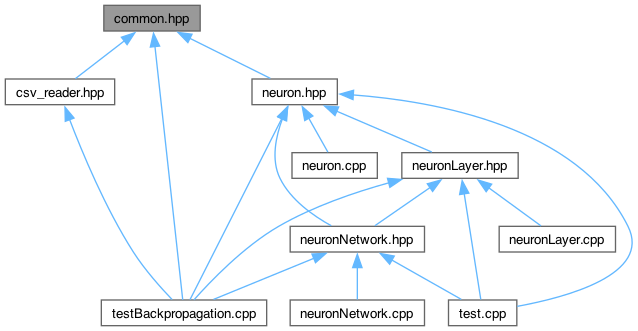 common.hpp
csv_reader.hpp
neuron.hpp
neuron.cpp
neuronLayer.hpp
neuronNetwork.hpp
neuronLayer.cpp
testBackpropagation.cpp
neuronNetwork.cpp
test.cpp